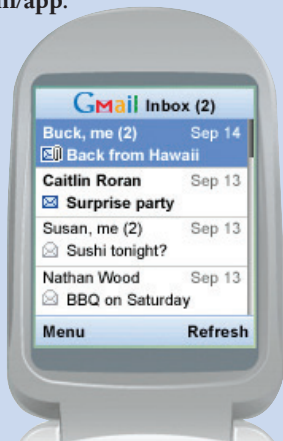 m/app.
Gmail Inbox (2)
Buck, me (2) Sep 14
Back from Hawaii
Caitlin Roran Sep 13
Surprise party
Susan, me (2) Sep 13
Sushi tonight?
Nathan Wood Sep 13
BBQ on Saturday
Menu Refresh